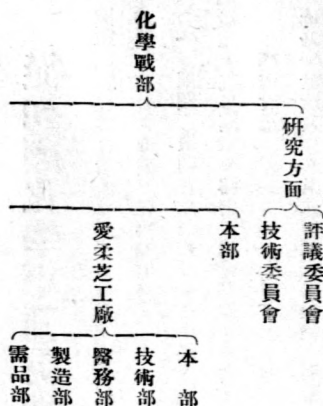 化學戰部
研究方面
評議委員會
技術委員會
本部
愛柔芝工廠
本部
技術部
醫務部
製造部
需品部